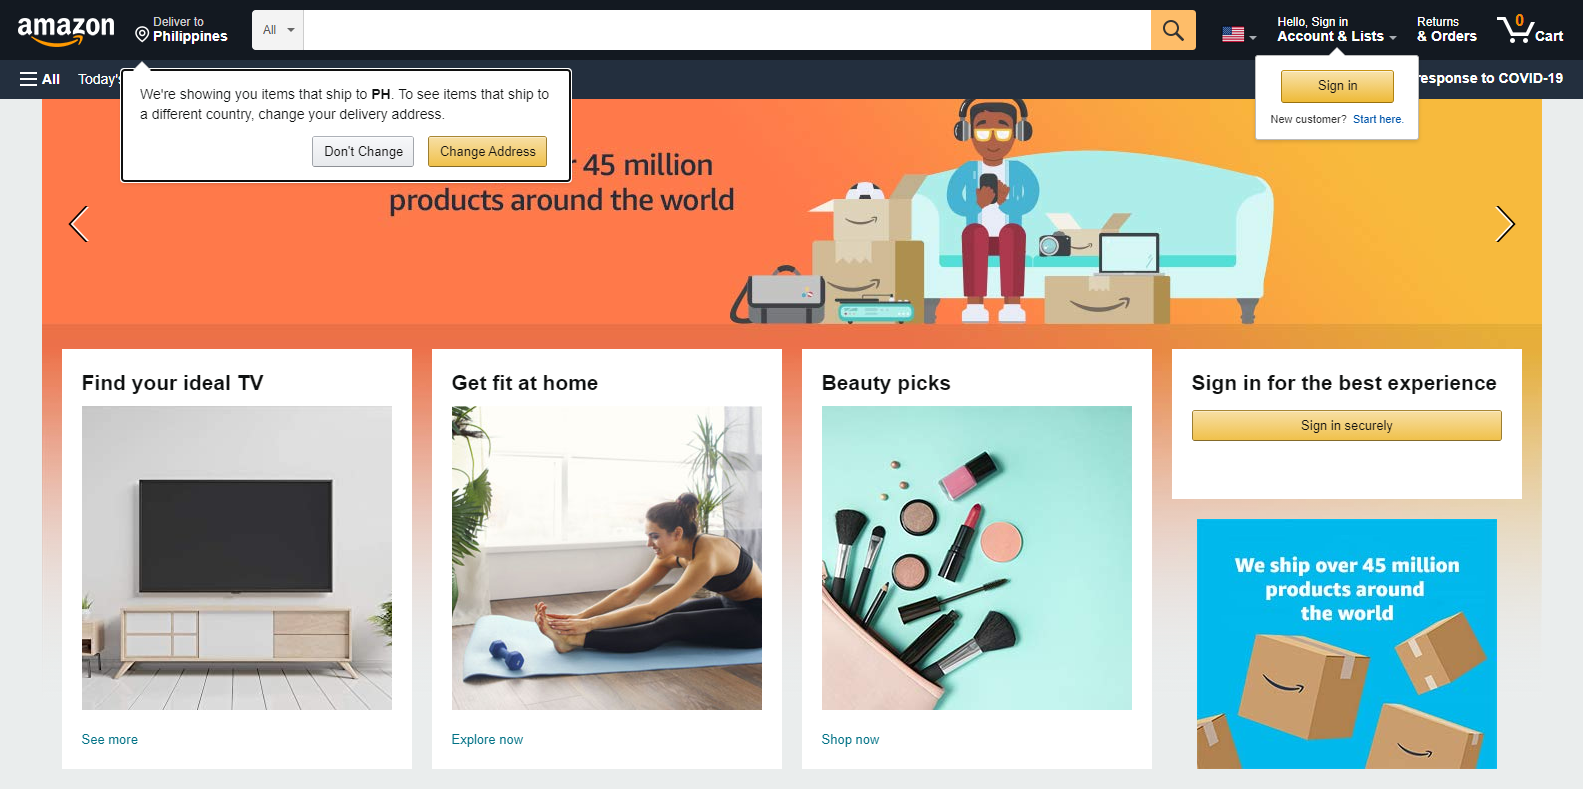 amazon
Deliver to
Philippines
All
Hello, Sign in
Account & Lists
Returns
& Orders
0
Cart
All
Today's
response to COVID-19
We're showing you items that ship to PH. To see items that ship to
a different country, change your delivery address.
Don't Change
Change Address
Sign in
New customer? Start here.
45 million
products around the world
Find your ideal TV
See more
Get fit at home
Explore now
Beauty picks
Shop now
Sign in for the best experience
Sign in securely
We ship over 45 million
products around
the world